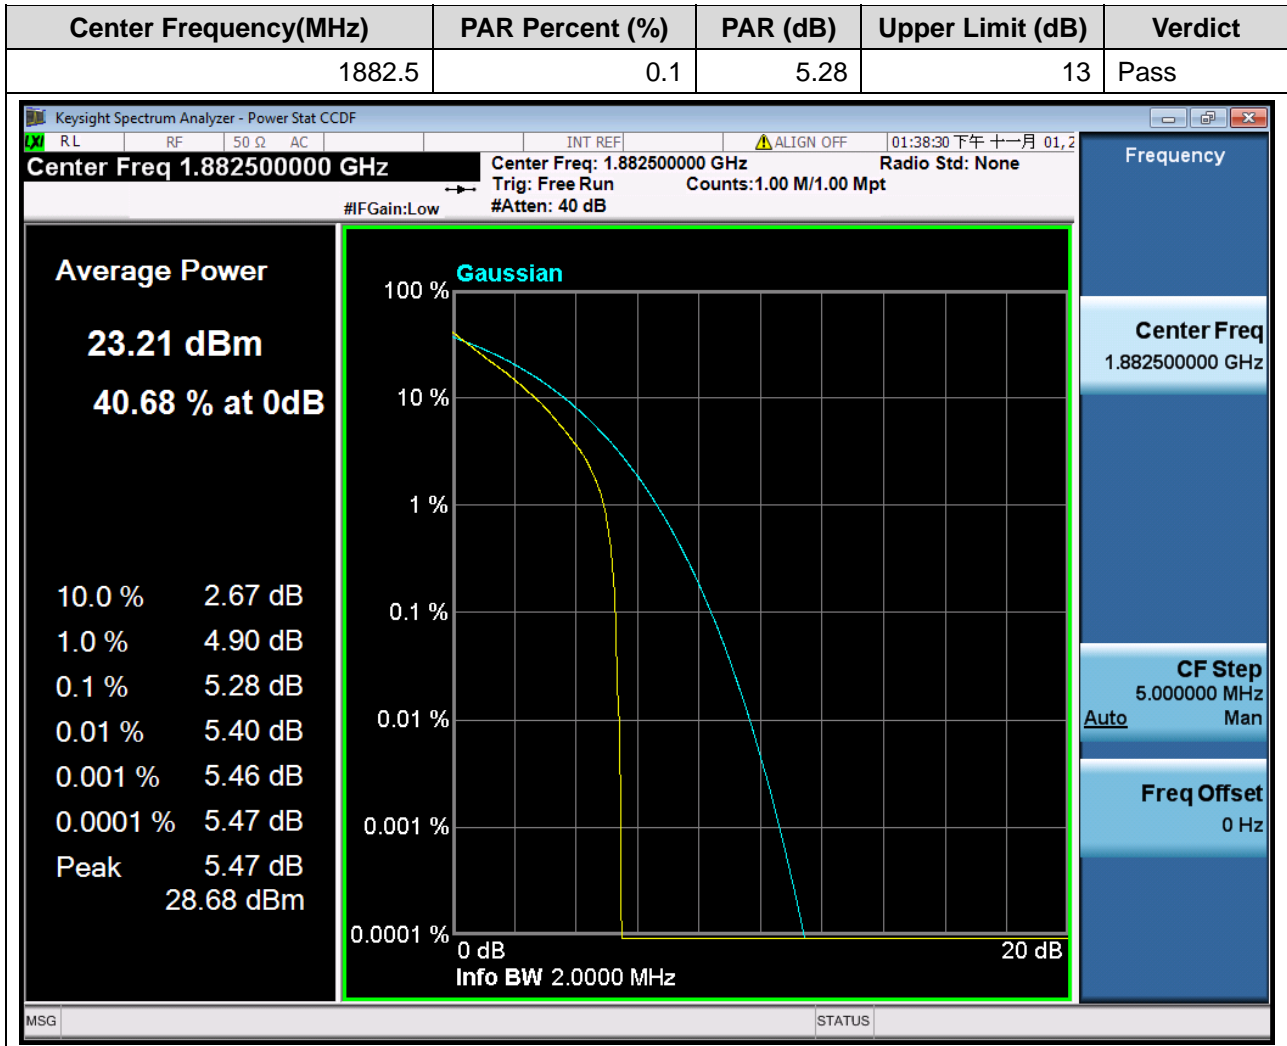 Center Frequency(MHz) PAR Percent (%) PAR (dB) Upper Limit (dB) Verdict
1882.5 0.1 5.28 13 Pass
Keysight Spectrum Analyzer - Power Stat CCDF
LXI RL RF 50 Ω AC INT REF ALIGN OFF 01:38:30 下午 十一月 01, 2
Center Freq 1.882500000 GHz
Center Freq: 1.882500000 GHz Radio Std: None
Trig: Free Run Counts:1.00 M/1.00 Mpt
#IFGain:Low #Atten: 40 dB
Frequency
Average Power
23.21 dBm
40.68 % at 0dB
10.0 % 2.67 dB
1.0 % 4.90 dB
0.1 % 5.28 dB
0.01 % 5.40 dB
0.001 % 5.46 dB
0.0001 % 5.47 dB
Peak 5.47 dB
28.68 dBm
Gaussian
100 %
10 %
1 %
0.1 %
0.01 %
0.001 %
0.0001 %
0 dB 20 dB
Info BW 2.0000 MHz
Center Freq
1.882500000 GHz
CF Step
5.000000 MHz
Auto Man
Freq Offset
0 Hz
MSG STATUS